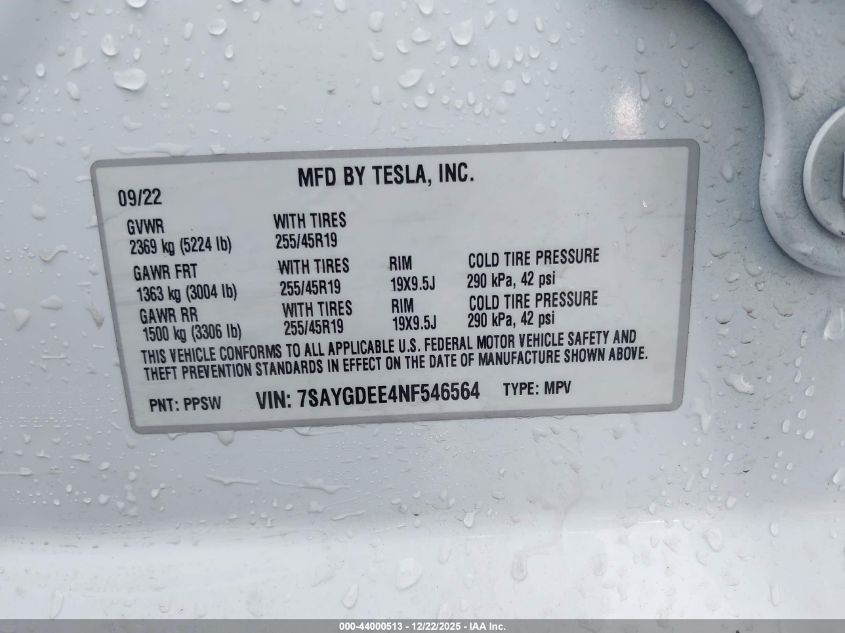 MFD BY TESLA, INC.
09/22
GVWR WITH TIRES
2369 kg (5224 lb) 255/45R19
GAWR FRT WITH TIRES RIM COLD TIRE PRESSURE
1363 kg (3004 lb) 255/45R19 19X9.5J 290 kPa, 42 psi
GAWR RR WITH TIRES RIM COLD TIRE PRESSURE
1500 kg (3306 lb) 255/45R19 19X9.5J 290 kPa, 42 psi
THIS VEHICLE CONFORMS TO ALL APPLICABLE U.S. FEDERAL MOTOR VEHICLE SAFETY AND
THEFT PREVENTION STANDARDS IN EFFECT ON THE DATE OF MANUFACTURE SHOWN ABOVE.
PNT: PPSW VIN: 7SAYGDEE4NF546564 TYPE: MPV
000-44000513 - 12/22/2025 - IAA Inc.